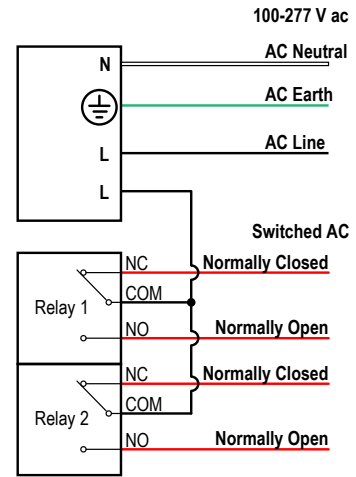 100-277 V ac
N AC Neutral
AC Earth
L AC Line
L
Switched AC
NC Normally Closed
Relay 1 COM
NO Normally Open
NC Normally Closed
Relay 2 COM
NO Normally Open